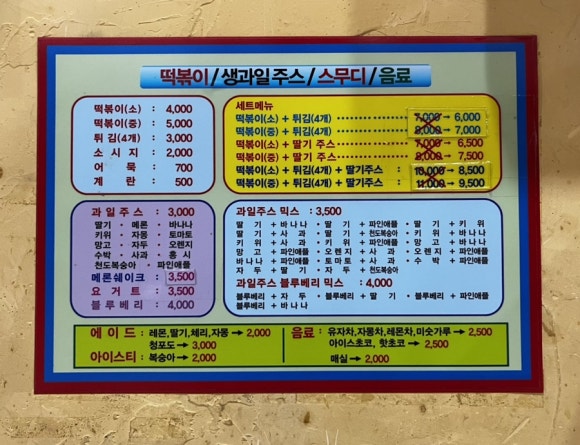 떡볶이/생과일 주스/스무디/음료
떡볶이(소) : 4,000
떡볶이(중) : 5,000
튀 김(4개) : 3,000
소 시 지 : 2,000
어 묵 : 700
계 란 : 500
세트메뉴
떡볶이(소) + 튀김(4개) 7,000 → 6,000
떡볶이(중) + 튀김(4개) 8,000 → 7,000
떡볶이(소) + 딸기 주스 7,000 → 6,500
떡볶이(중) + 딸기 주스 8,000 → 7,500
떡볶이(소) + 튀김(4개) + 딸기주스 : 10,000 → 8,500
떡볶이(중) + 튀김(4개) + 딸기주스 : 11,000 → 9,500
과 일 주 스 : 3,000
딸기 · 메론 · 바나나
키위 · 자몽 · 토마토
망고 · 자두 · 오렌지
수박 · 사과 · 홍 시
천도복숭아 · 파인애플
메론쉐이크 : 3,500
요 거 트 : 3,500
블 루 베 리 : 4,000
과일주스 믹스 : 3,500
딸 기 + 바 나 나 · 딸 기 + 파인애플 · 딸 기 + 키 위
딸 기 + 사 과 · 딸 기 + 천도복숭아 · 키 위 + 바 나 나
키 위 + 사 과 · 키 위 + 파인애플 · 망 고 + 바 나 나
망 고 + 파인애플 · 오 렌 지 + 사 과 · 오 렌 지 + 파인애플
바 나 나 + 토 마 토 · 사 과 + 수 박 + 파인애플
자 두 + 딸 기 · 자 두 + 천도복숭아
과일주스 블루베리 믹스 : 4,000
블루베리 + 자 두 · 블루베리 + 딸 기 · 블루베리 + 파인애플
블루베리 + 바 나 나
에 이 드 : 레몬,딸기,체리,자몽 → 2,000
청포도 → 3,000
아이스티 : 복숭아 → 2,000
음료 : 유자차,자몽차,레몬차,미숫가루 → 2,500
아이스초코, 핫초코 → 2,500
매실 → 2,000